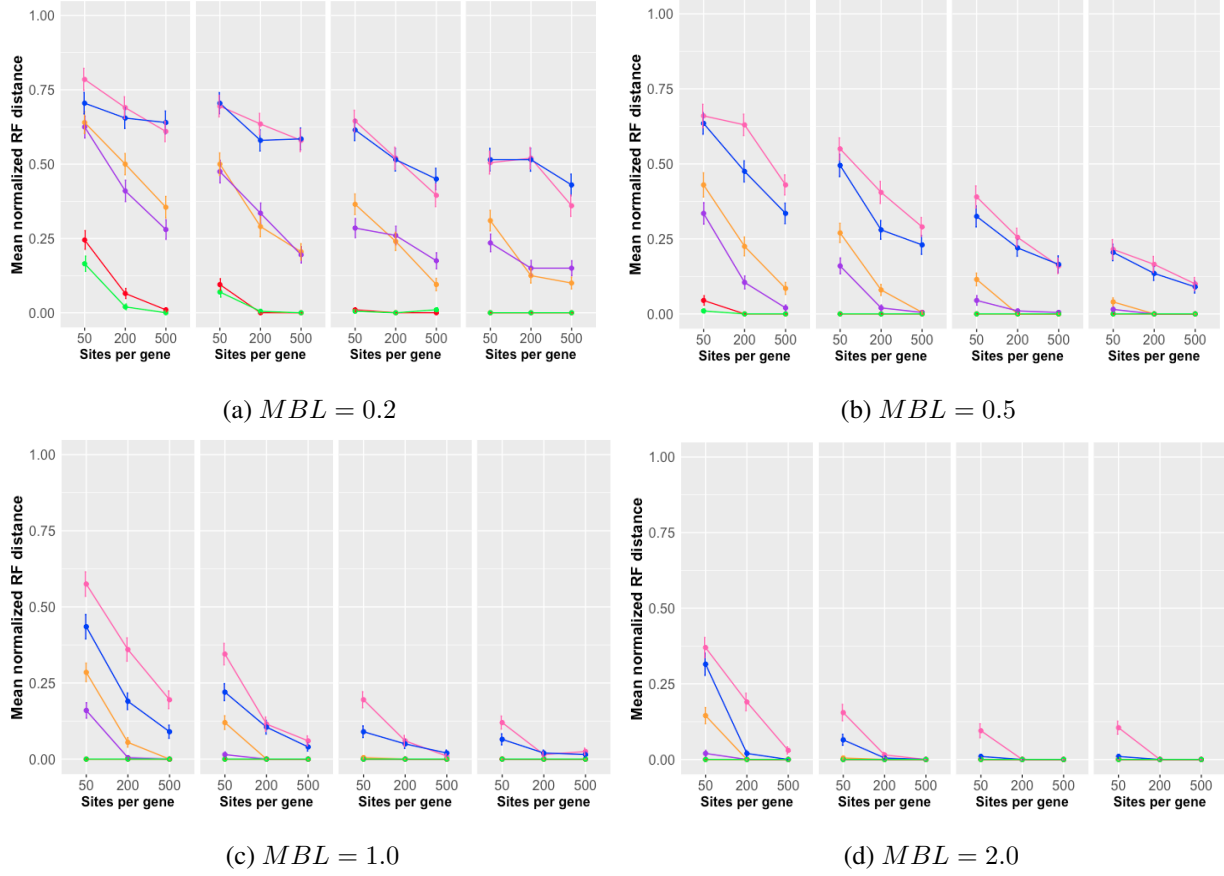 1.00
0.75
0.50
0.25
0.00
Mean normalized RF distance
50 200 500 50 200 500 50 200 500 50 200 500
Sites per gene Sites per gene Sites per gene Sites per gene
(a) MBL = 0.2
1.00
0.75
0.50
0.25
0.00
Mean normalized RF distance
50 200 500 50 200 500 50 200 500 50 200 500
Sites per gene Sites per gene Sites per gene Sites per gene
(b) MBL = 0.5
1.00
0.75
0.50
0.25
0.00
Mean normalized RF distance
50 200 500 50 200 500 50 200 500 50 200 500
Sites per gene Sites per gene Sites per gene Sites per gene
(c) MBL = 1.0
1.00
0.75
0.50
0.25
0.00
Mean normalized RF distance
50 200 500 50 200 500 50 200 500 50 200 500
Sites per gene Sites per gene Sites per gene Sites per gene
(d) MBL = 2.0